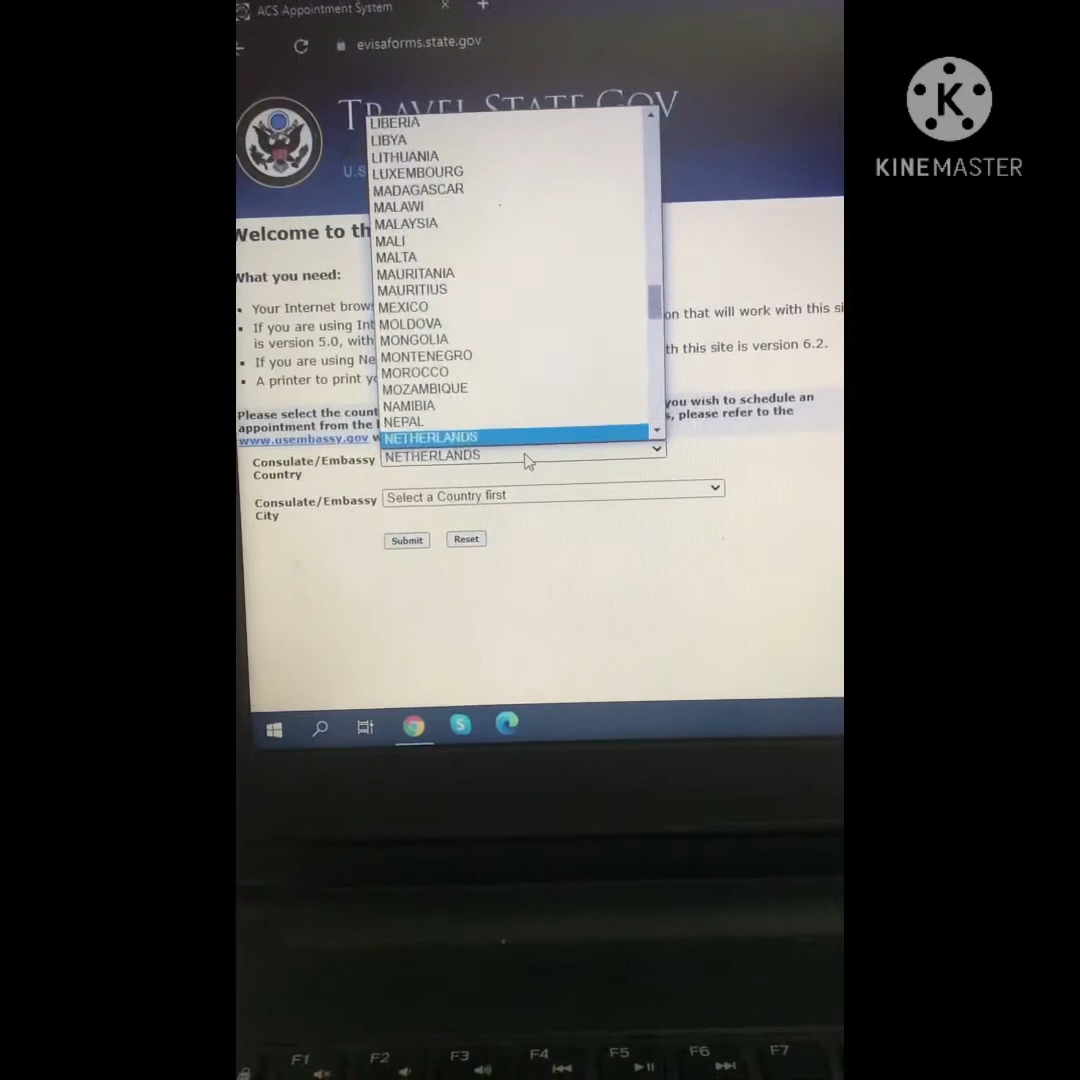 ACS Appointment System
evisaforms.state.gov
TRAVEL.STATE.GOV
U.S
LIBERIA
LIBYA
LITHUANIA
LUXEMBOURG
MADAGASCAR
MALAWI
MALAYSIA
MALI
MALTA
MAURITANIA
MAURITIUS
MEXICO
MOLDOVA
MONGOLIA
MONTENEGRO
MOROCCO
MOZAMBIQUE
NAMIBIA
NEPAL
NETHERLANDS
NETHERLANDS
Welcome to th
What you need:
Your Internet brow on that will work with this si
If you are using Int
is version 5.0, with
If you are using Ne th this site is version 6.2.
A printer to print yo
Please select the count you wish to schedule an
appointment from the l s, please refer to the
www.usembassy.gov w
Consulate/Embassy
Country
Consulate/Embassy
City
Select a Country first
Submit Reset
K
KINEMASTER
F1 F2 F3 F4 F5 F6 F7